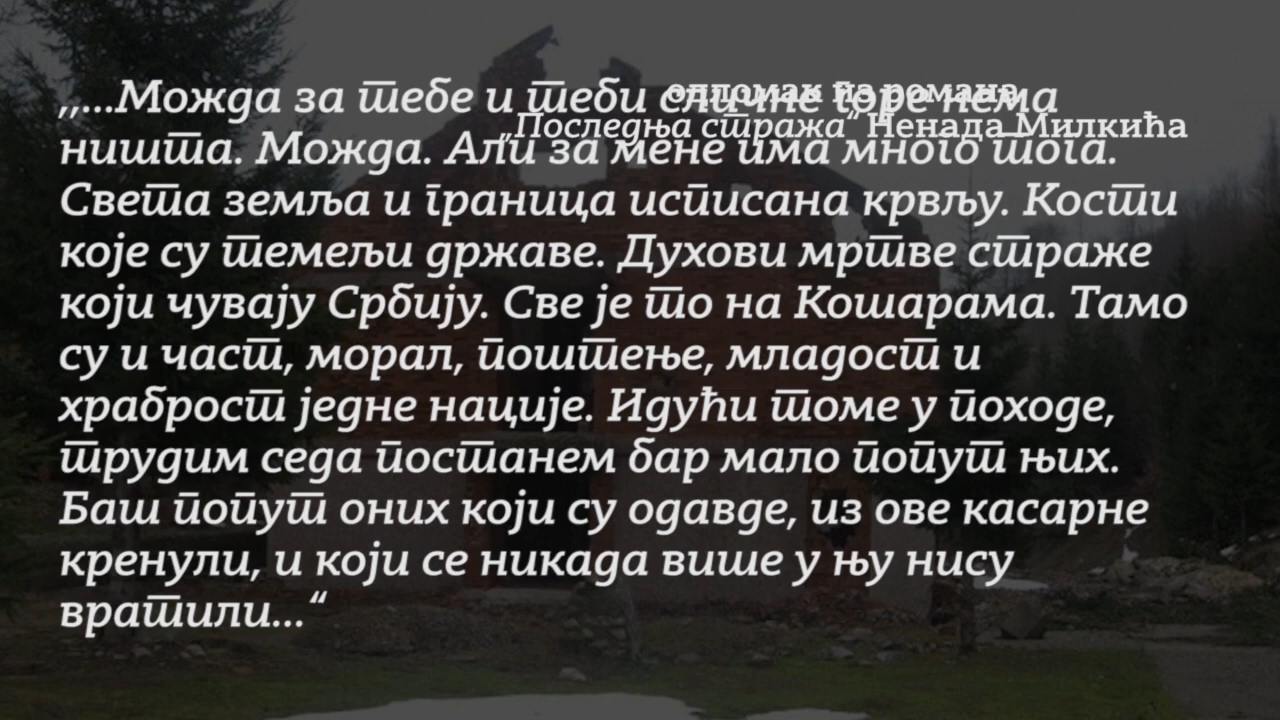 „...Можда за тебе и теби сличне горе нема
ништа. Можда. Али за мене има много тога.
Света земља и граница исписана крвљу. Кости
које су темељи државе. Духови мртве страже
који чувају Србију. Све је то на Кошарама. Тамо
су и част, морал, поштење, младост и
храброст једне нације. Идући томе у походе,
трудим седа постанем бар мало попут њих.
Баш попут оних који су одавде, из ове касарне
кренули, и који се никада више у њу нису
вратили...“
одломак из романа
„Последња стража“ Ненада Милкића